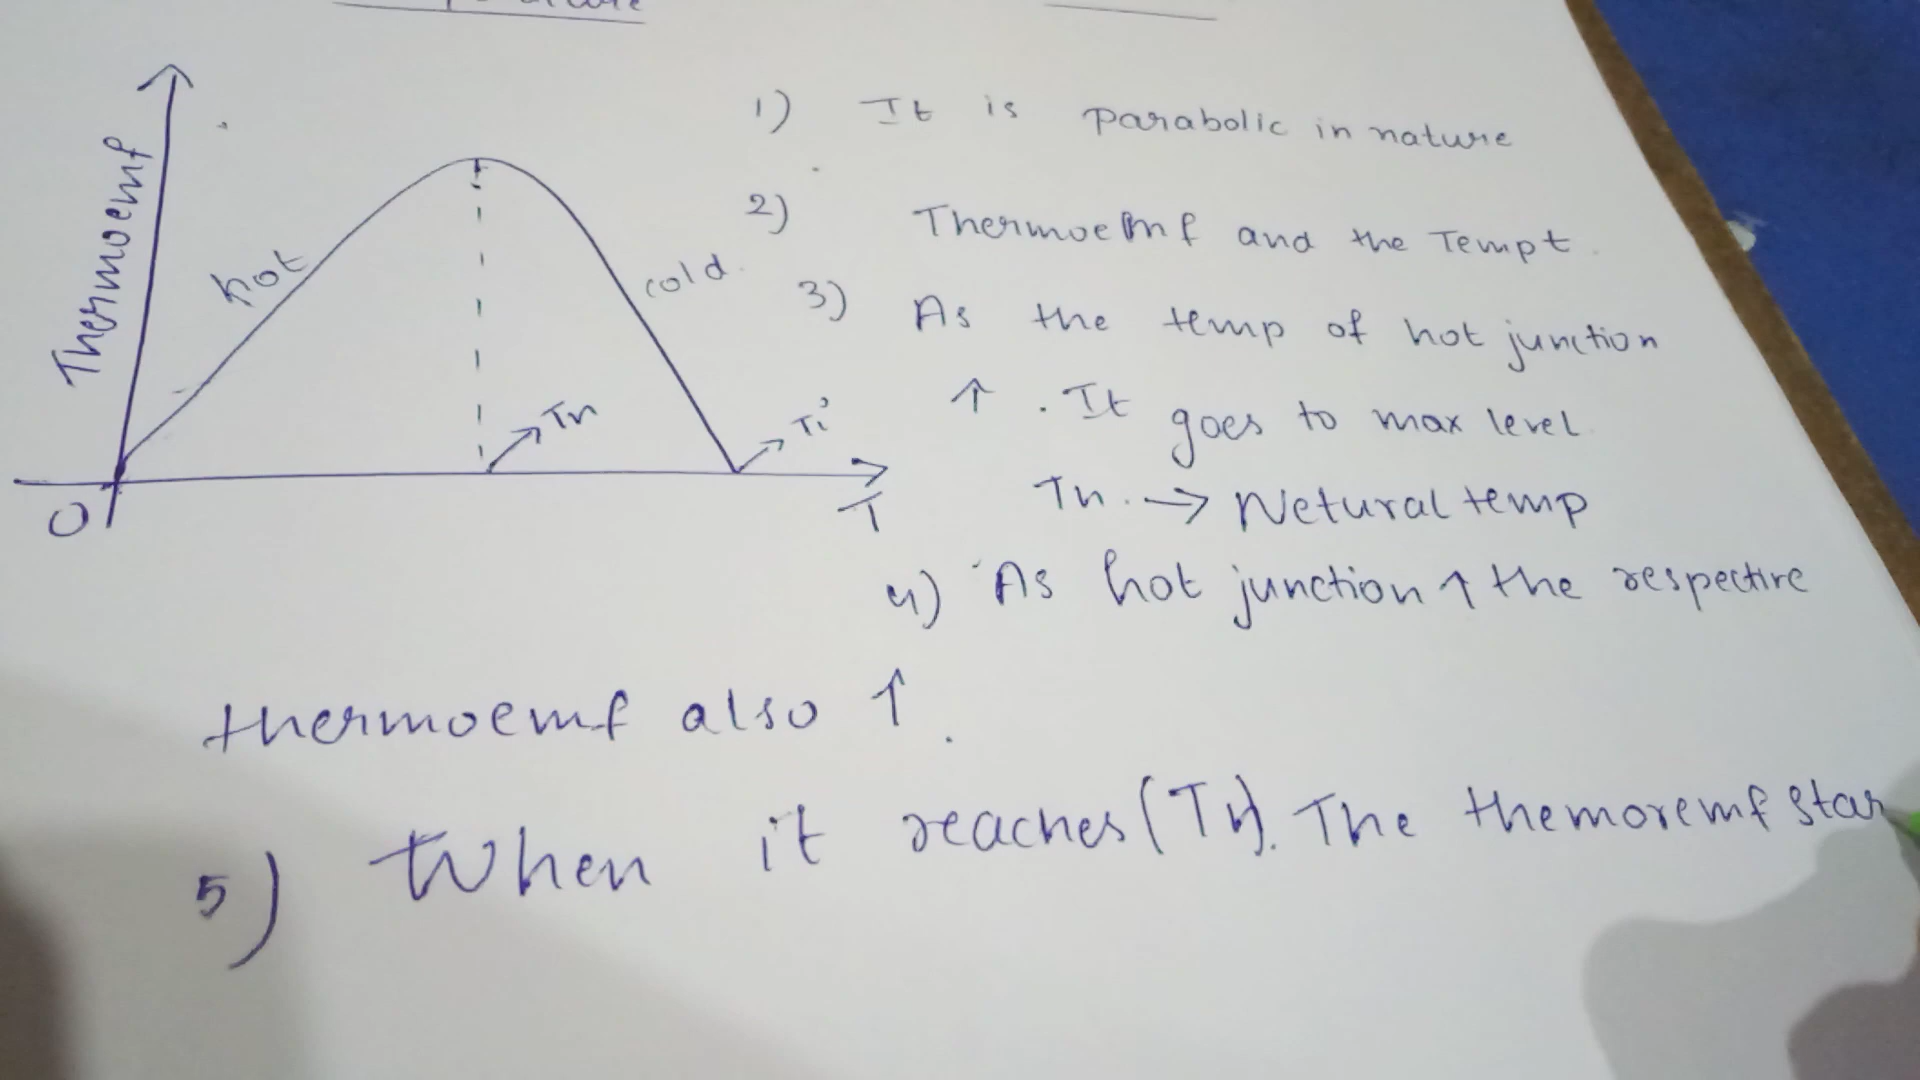 Thermoemf
hot
cold.
Tn
Ti
O
T
1) It is parabolic in nature
2) Thermoemf and the Tempt.
3) As the temp of hot junction
↑. It goes to max level
Tn. → Netural temp
4) As hot junction ↑ the respective
thermoemf also ↑.
5) When it reaches (Tn). The themoremf star